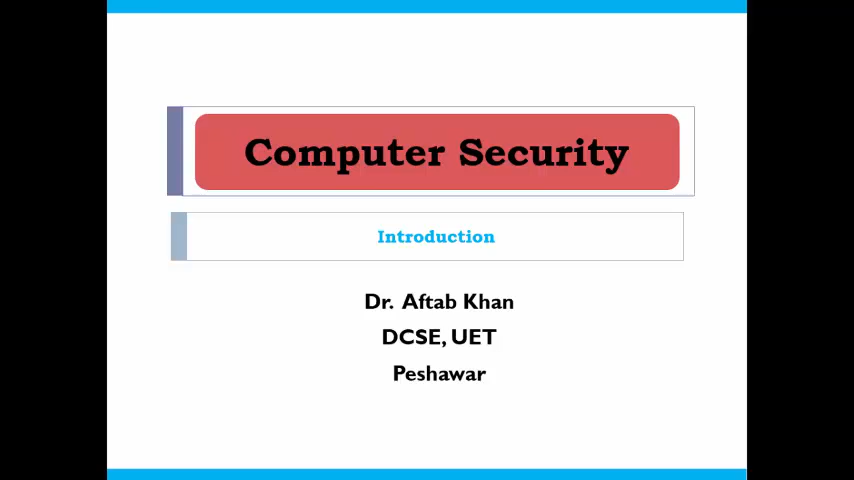 Computer Security
Introduction
Dr. Aftab Khan
DCSE, UET
Peshawar